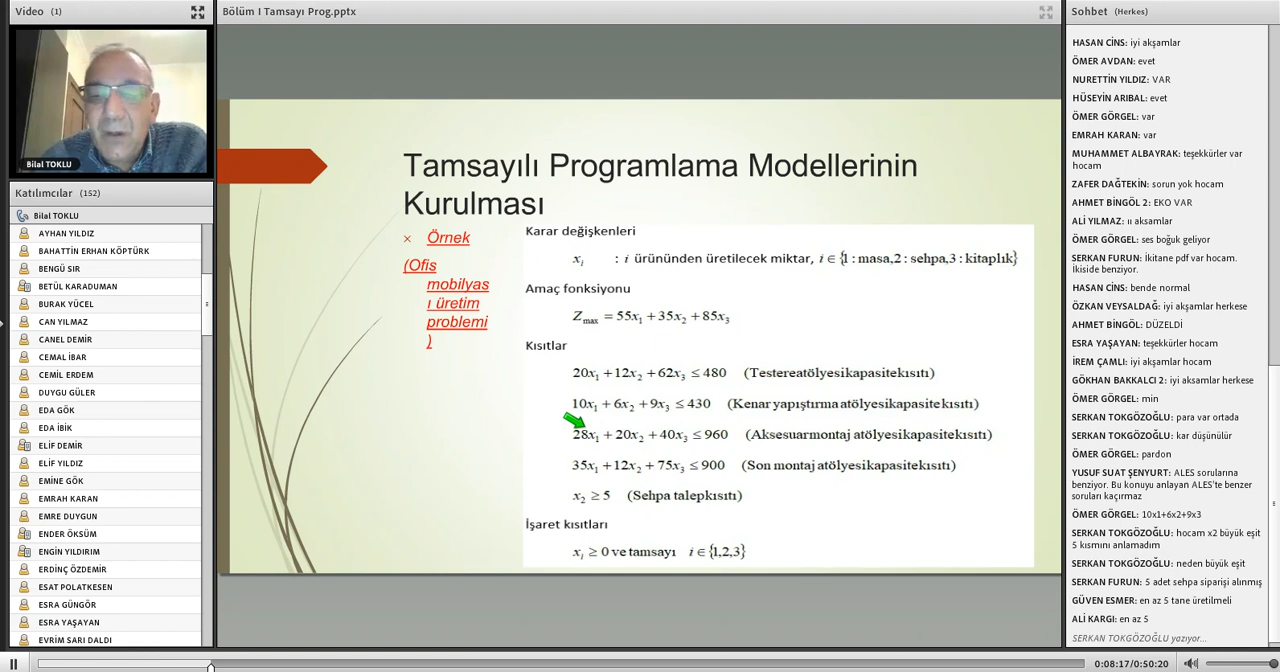 Video (1)
Bilal TOKLU
Katılımcılar (152)
Bilal TOKLU
AYHAN YILDIZ
BAHATTİN ERHAN KÖPTÜRK
BENGÜ SIR
BETÜL KARADUMAN
BURAK YÜCEL
CAN YILMAZ
CANEL DEMİR
CEMAL İBAR
CEMİL ERDEM
DUYGU GÜLER
EDA GÖK
EDA İBİK
ELİF DEMİR
ELİF YILDIZ
EMİNE GÖK
EMRAH KARAN
EMRE DUYGUN
ENDER ÖKSÜM
ENGİN YILDIRIM
ERDİNÇ ÖZDEMİR
ESAT POLATKESEN
ESRA GÜNGÖR
ESRA YAŞAYAN
EVRİM SARI DALDI
Bölüm I Tamsayı Prog.pptx
Tamsayılı Programlama Modellerinin
Kurulması
× Örnek
(Ofis
mobilyas
ı üretim
problemi
)
Karar değişkenleri
xᵢ : i ürününden üretilecek miktar, i ∈ {1 : masa,2 : sehpa,3 : kitaplık}
Amaç fonksiyonu
Zmax = 55x₁ + 35x₂ + 85x₃
Kısıtlar
20x₁ + 12x₂ + 62x₃ ≤ 480 (Testereatölyesikapasitekısıtı)
10x₁ + 6x₂ + 9x₃ ≤ 430 (Kenar yapıştırma atölyesikapasitekısıtı)
28x₁ + 20x₂ + 40x₃ ≤ 960 (Aksesuarmontaj atölyesikapasitekısıtı)
35x₁ + 12x₂ + 75x₃ ≤ 900 (Son montaj atölyesikapasitekısıtı)
x₂ ≥ 5 (Sehpa talepkısıtı)
İşaret kısıtları
xᵢ ≥ 0 ve tamsayı i ∈ {1,2,3}
Sohbet (Herkes)
HASAN CİNS: iyi akşamlar
ÖMER AVDAN: evet
NURETTİN YILDIZ: VAR
HÜSEYİN ARIBAL: evet
ÖMER GÖRGEL: var
EMRAH KARAN: var
MUHAMMET ALBAYRAK: teşekkürler var
hocam
ZAFER DAĞTEKİN: sorun yok hocam
AHMET BİNGÖL 2: EKO VAR
ALİ YILMAZ: ıı aksamlar
ÖMER GÖRGEL: ses boğuk geliyor
SERKAN FURUN: İkitane pdf var hocam.
İkiside benziyor.
HASAN CİNS: bende normal
ÖZKAN VEYSALDAĞ: iyi akşamlar herkese
AHMET BİNGÖL: DÜZELDİ
ESRA YAŞAYAN: teşekkürler hocam
İREM ÇAMLI: iyi akşamlar hocam
GÖKHAN BAKKALCI 2: iyi akşamlar herkese
ÖMER GÖRGEL: min
SERKAN TOKGÖZOĞLU: para var ortada
SERKAN TOKGÖZOĞLU: kar düşünülür
ÖMER GÖRGEL: pardon
YUSUF SUAT ŞENYURT: ALES sorularına
benziyor. Bu konuyu anlayan ALES'te benzer
soruları kaçırmaz
ÖMER GÖRGEL: 10x1+6x2+9x3
SERKAN TOKGÖZOĞLU: hocam x2 büyük eşit
5 kısmını anlamadım
SERKAN TOKGÖZOĞLU: neden büyük eşit
SERKAN FURUN: 5 adet sehpa siparişi alınmış
GÜVEN ESMER: en az 5 tane üretilmeli
ALİ KARGI: en az 5
SERKAN TOKGÖZOĞLU yazıyor...
0:08:17/0:50:20